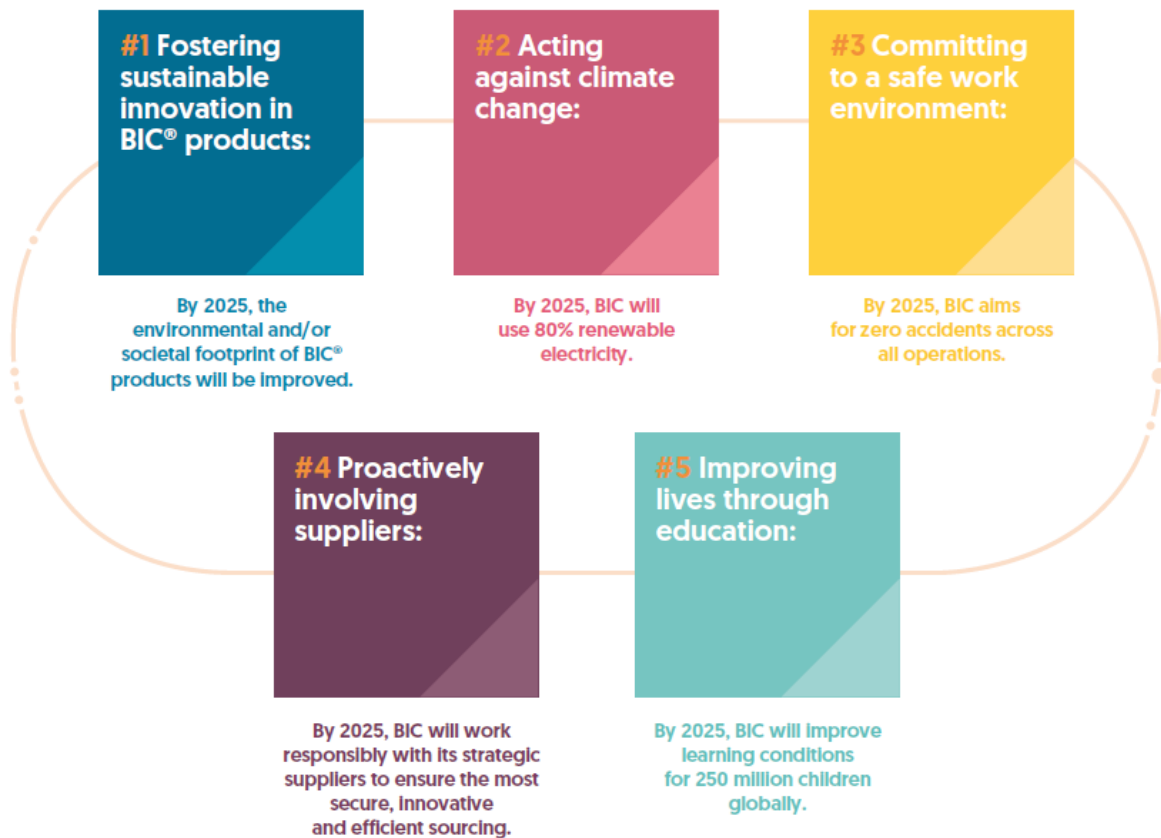 #1 Fostering
sustainable
innovation in
BIC® products:
#2 Acting
against climate
change:
#3 Committing
to a safe work
environment:
By 2025, the
environmental and/or
societal footprint of BIC®
products will be improved.
By 2025, BIC will
use 80% renewable
electricity.
By 2025, BIC aims
for zero accidents across
all operations.
#4 Proactively
involving
suppliers:
#5 Improving
lives through
education:
By 2025, BIC will work
responsibly with its strategic
suppliers to ensure the most
secure, innovative
and efficient sourcing.
By 2025, BIC will improve
learning conditions
for 250 million children
globally.